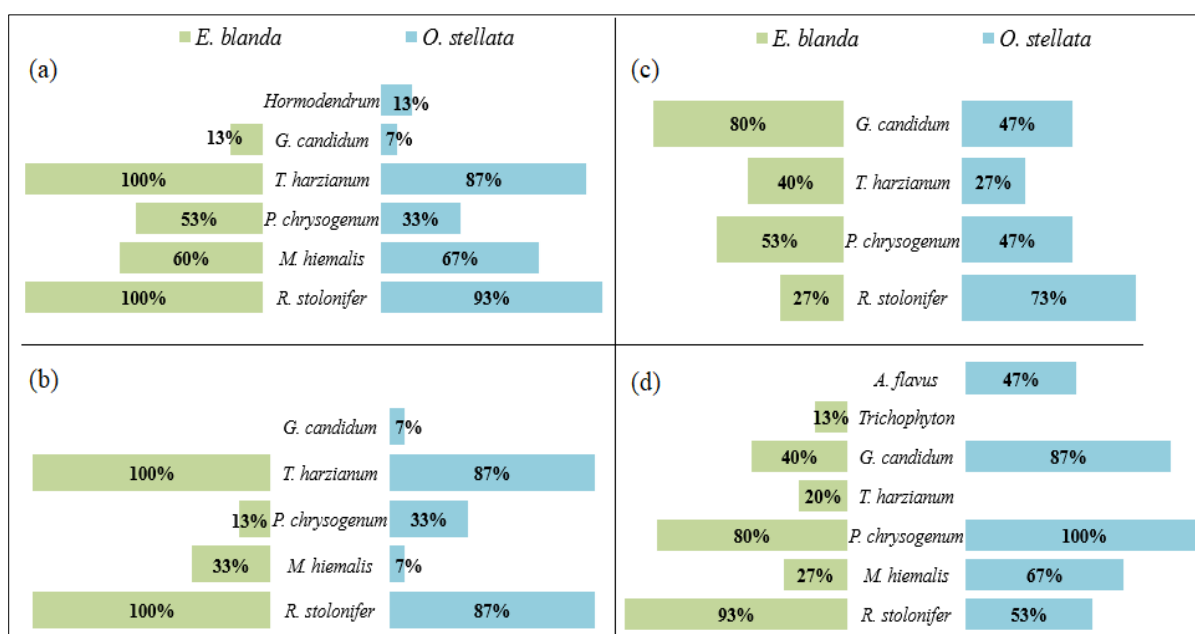 E. blanda O. stellata
(a)
Hormodendrum 13%
13% G. candidum 7%
100% T. harzianum 87%
53% P. chrysogenum 33%
60% M. hiemalis 67%
100% R. stolonifer 93%
E. blanda O. stellata
(c)
80% G. candidum 47%
40% T. harzianum 27%
53% P. chrysogenum 47%
27% R. stolonifer 73%
(b)
G. candidum 7%
100% T. harzianum 87%
13% P. chrysogenum 33%
33% M. hiemalis 7%
100% R. stolonifer 87%
(d)
A. flavus 47%
13% Trichophyton
40% G. candidum 87%
20% T. harzianum
80% P. chrysogenum 100%
27% M. hiemalis 67%
93% R. stolonifer 53%